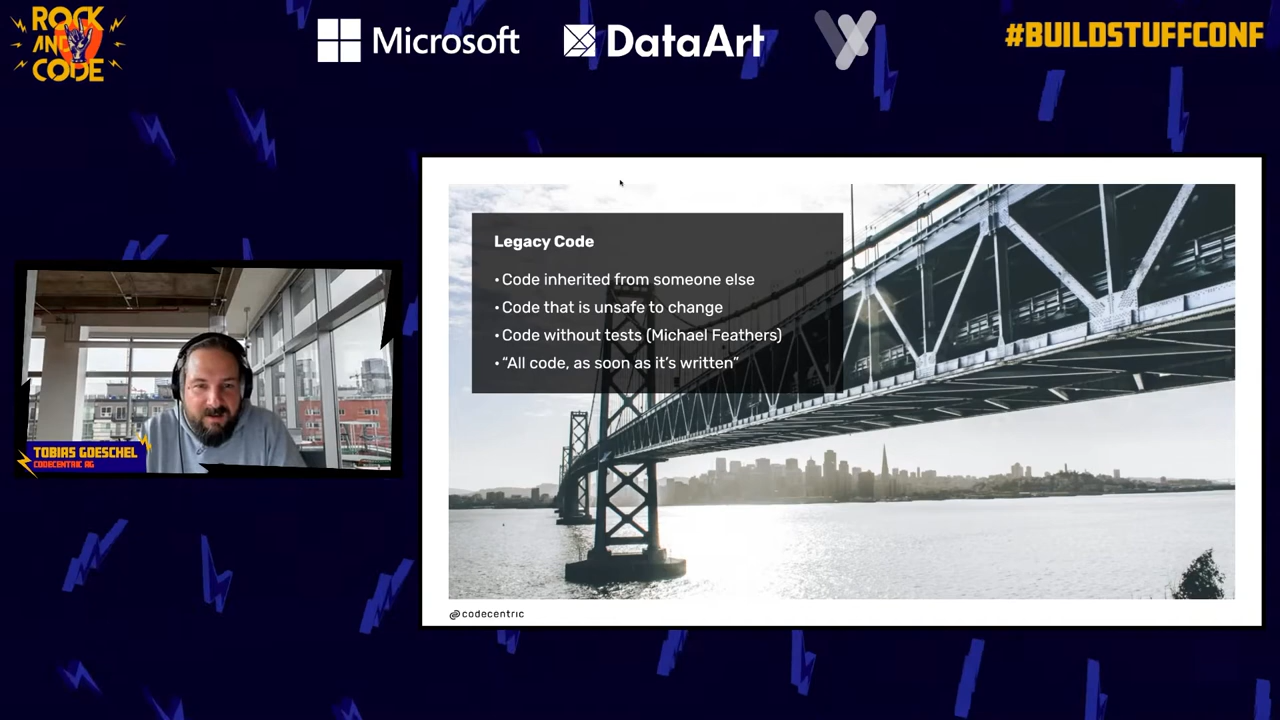 ROCK
AND
CODE
Microsoft
DataArt
#BUILDSTUFFCONF
Legacy Code
• Code inherited from someone else
• Code that is unsafe to change
• Code without tests (Michael Feathers)
• “All code, as soon as it’s written”
TOBIAS GOESCHEL
CODECENTRIC AG
codecentric